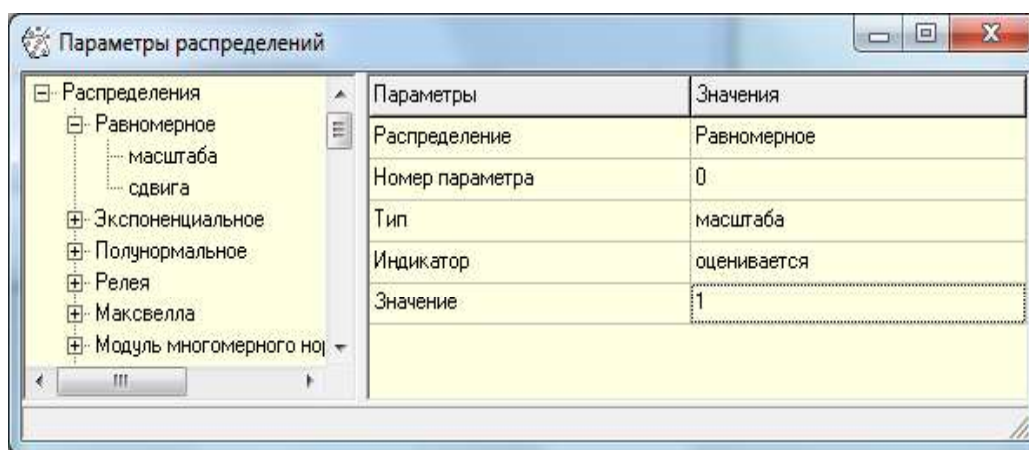 Параметры распределений
Распределения
Равномерное
масштаба
сдвига
Экспоненциальное
Полунормальное
Релея
Максвелла
Модуль многомерного но
Параметры Значения
Распределение Равномерное
Номер параметра 0
Тип масштаба
Индикатор оценивается
Значение 1